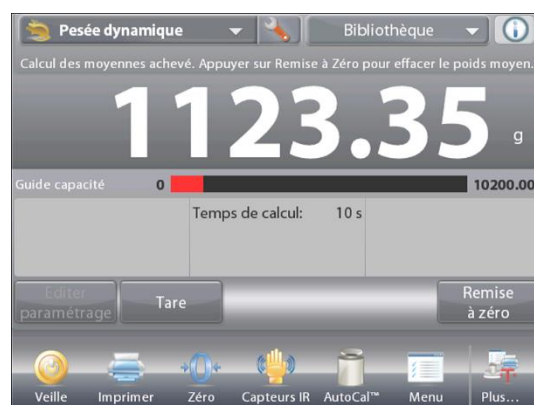 Pesée dynamique
Bibliothèque
Calcul des moyennes achevé. Appuyer sur Remise à Zéro pour effacer le poids moyen.
1123.35 g
Guide capacité 0 10200.00
Temps de calcul: 10 s
Editer
paramétrage
Tare
Remise
à zéro
Veille Imprimer Zéro Capteurs IR AutoCal™ Menu Plus...